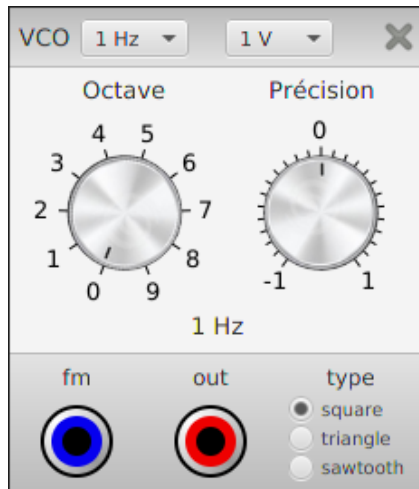 VCO 1 Hz 1 V
Octave Précision
4 5 0
3 6
2 7
1 8
0 9 -1 1
1 Hz
fm out type
square
triangle
sawtooth